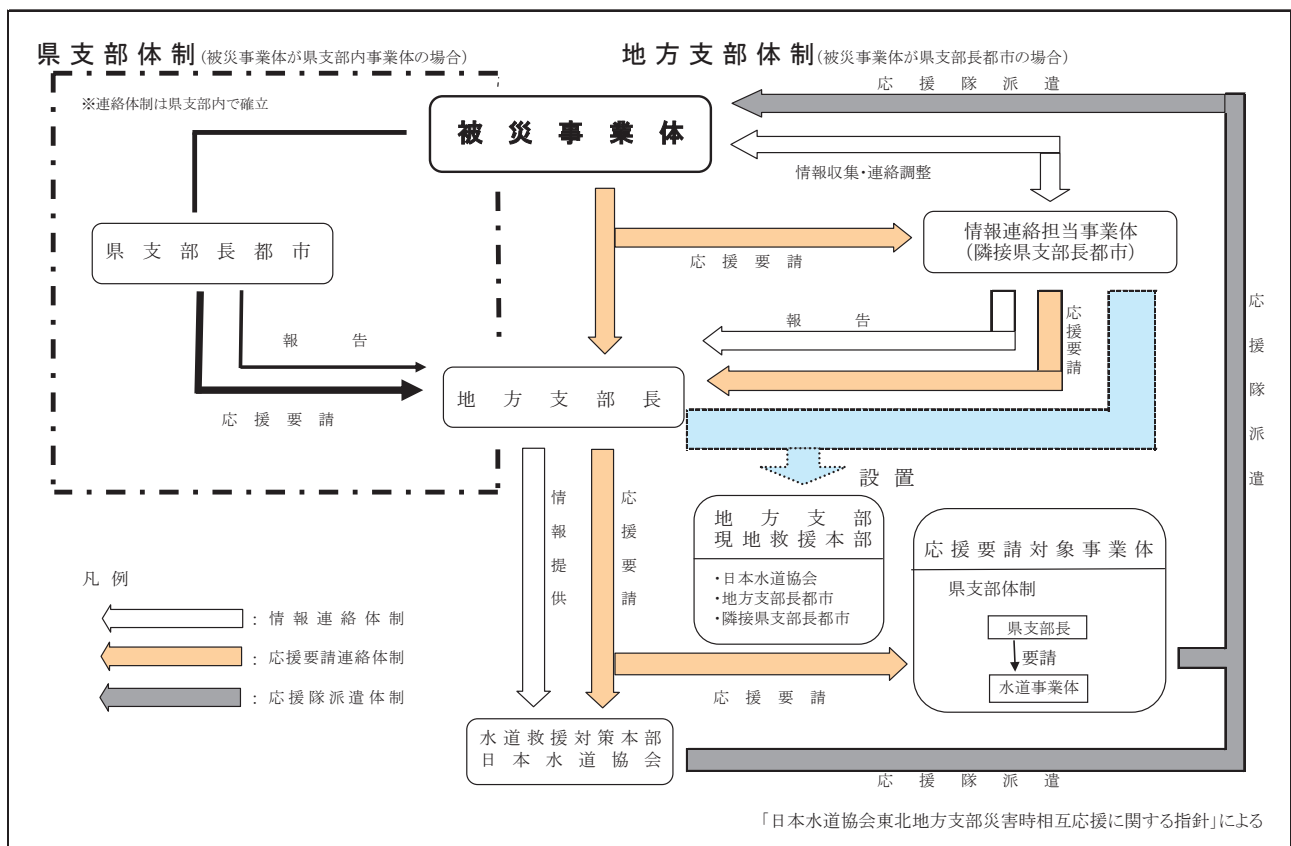 県支部体制(被災事業体が県支部内事業体の場合)
地方支部体制(被災事業体が県支部長都市の場合)
応援隊派遣
※連絡体制は県支部内で確立
被災事業体
情報収集・連絡調整
県支部長都市
情報連絡担当事業体
(隣接県支部長都市)
応援要請
報告
応援要請
報告
応援要請
地方支部長
応援隊派遣
設置
情報提供
応援要請
地方支部
現地救援本部
・日本水道協会
・地方支部長都市
・隣接県支部長都市
応援要請対象事業体
県支部体制
県支部長
要請
水道事業体
凡例
:情報連絡体制
:応援要請連絡体制
:応援隊派遣体制
応援要請
水道救援対策本部
日本水道協会
応援隊派遣
「日本水道協会東北地方支部災害時相互応援に関する指針」による